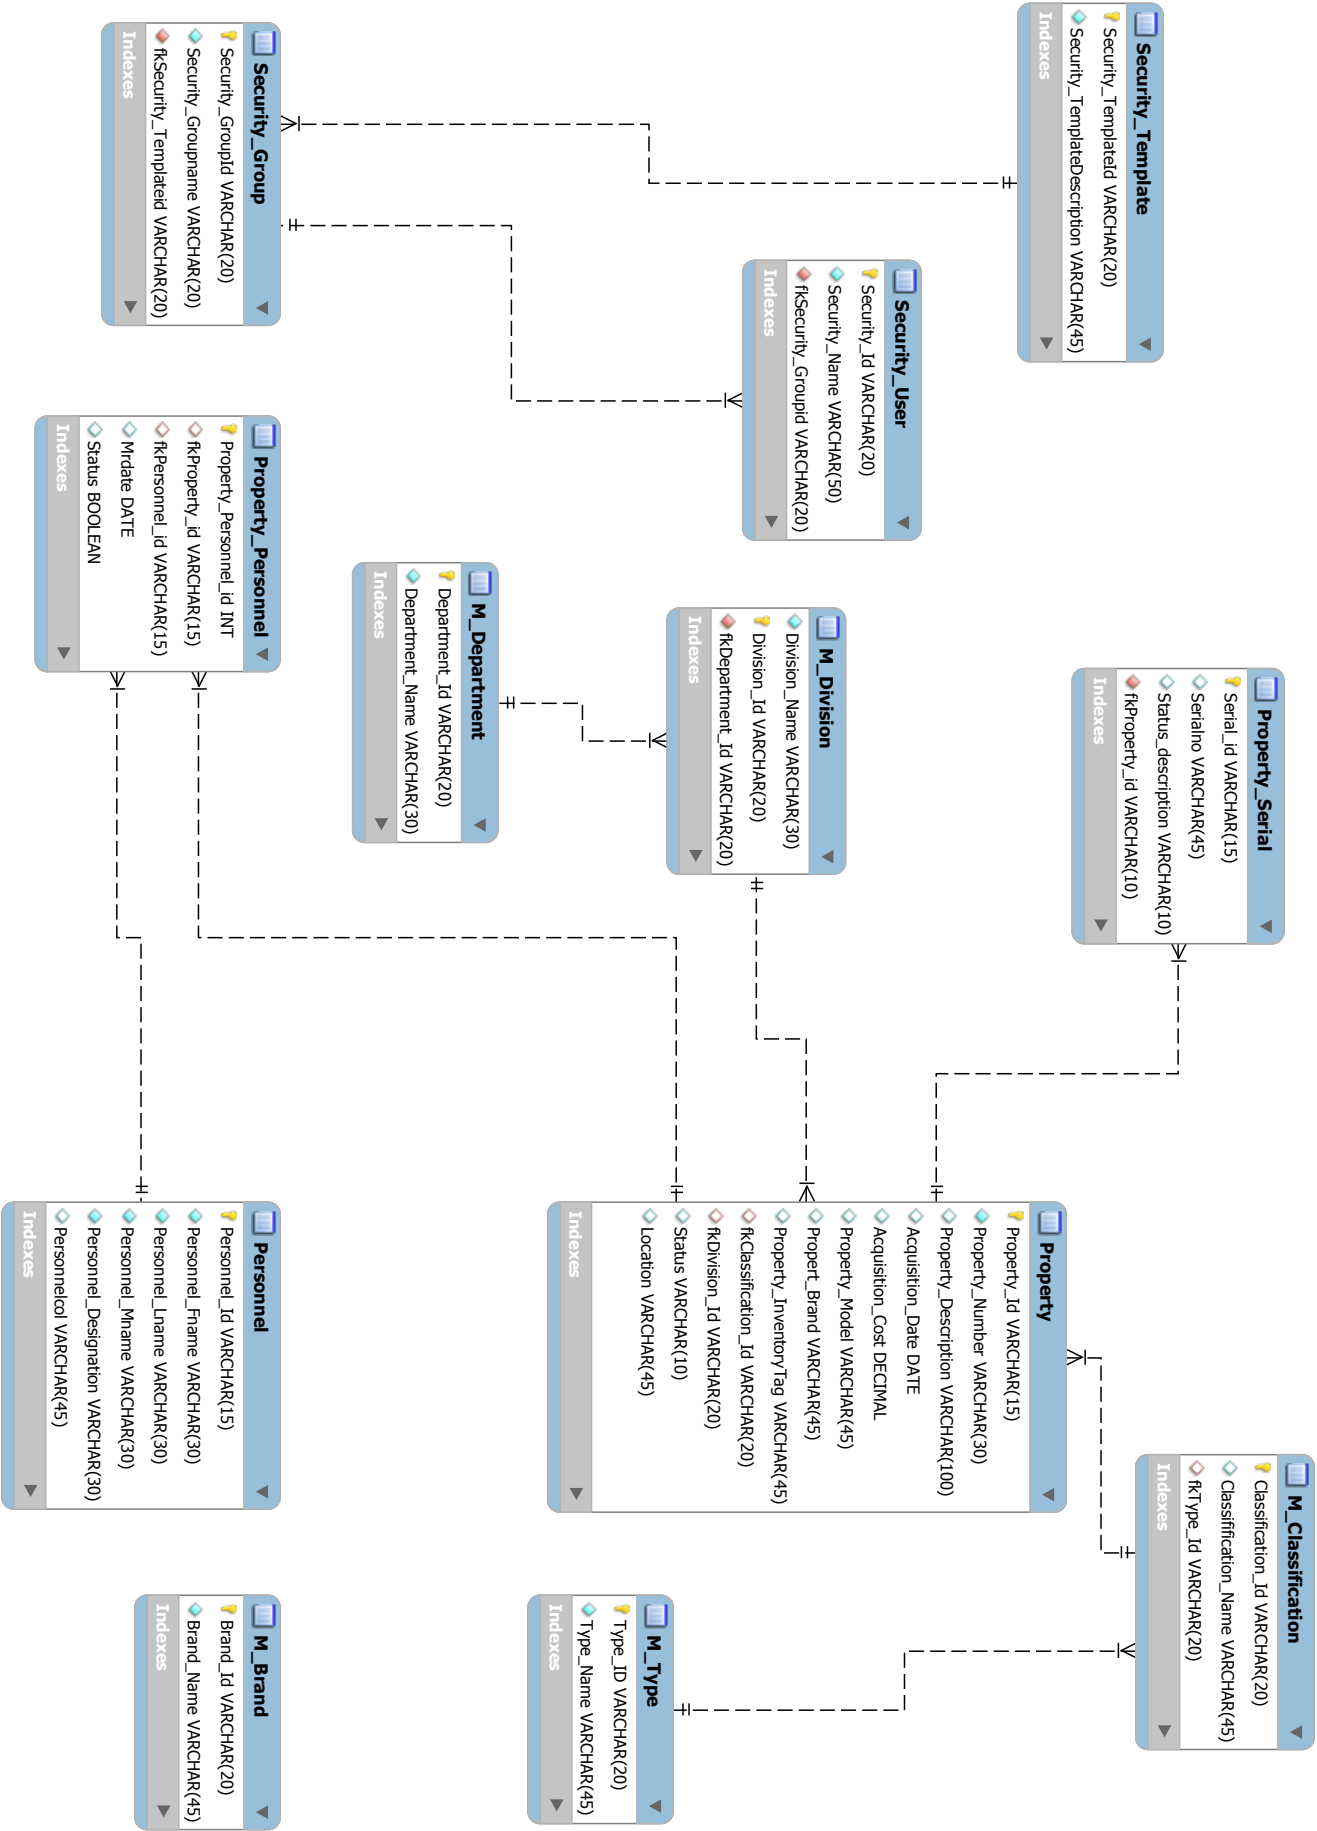 Security_Template
Security_TemplateId VARCHAR(20)
Security_TemplateDescription VARCHAR(45)
Indexes
Security_User
Security_Id VARCHAR(20)
Security_Name VARCHAR(50)
fkSecurity_Groupid VARCHAR(20)
Indexes
Security_Group
Security_GroupId VARCHAR(20)
Security_Groupname VARCHAR(20)
fkSecurity_Templateid VARCHAR(20)
Indexes
Property_Serial
Serial_id VARCHAR(15)
Serialno VARCHAR(45)
Status_description VARCHAR(10)
fkProperty_id VARCHAR(10)
Indexes
M_Division
Division_Name VARCHAR(30)
Division_Id VARCHAR(20)
fkDepartment_Id VARCHAR(20)
Indexes
M_Department
Department_Id VARCHAR(20)
Department_Name VARCHAR(30)
Indexes
Property_Personnel
Property_Personnel_id INT
fkProperty_id VARCHAR(15)
fkPersonnel_id VARCHAR(15)
Mrdate DATE
Status BOOLEAN
Indexes
M_Classification
Classification_Id VARCHAR(20)
Classifification_Name VARCHAR(45)
fkType_Id VARCHAR(20)
Indexes
Property
Property_Id VARCHAR(15)
Property_Number VARCHAR(30)
Property_Description VARCHAR(100)
Acquisition_Date DATE
Acquisition_Cost DECIMAL
Property_Model VARCHAR(45)
Propert_Brand VARCHAR(45)
Property_InventoryTag VARCHAR(45)
fkClassification_Id VARCHAR(20)
fkDivision_Id VARCHAR(20)
Status VARCHAR(10)
Location VARCHAR(45)
Indexes
Personnel
Personnel_Id VARCHAR(15)
Personnel_Fname VARCHAR(30)
Personnel_Lname VARCHAR(30)
Personnel_Mname VARCHAR(30)
Personnel_Designation VARCHAR(30)
Personnelcol VARCHAR(45)
Indexes
M_Type
Type_ID VARCHAR(20)
Type_Name VARCHAR(45)
Indexes
M_Brand
Brand_Id VARCHAR(20)
Brand_Name VARCHAR(45)
Indexes